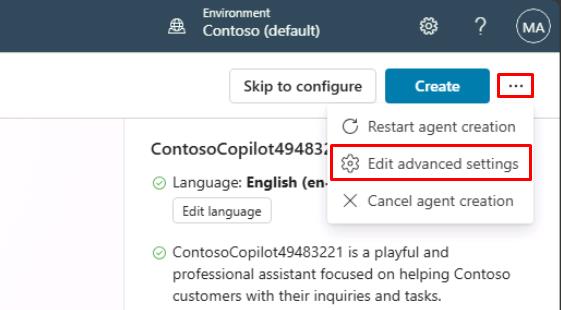 Environment
Contoso (default)
?
MA
Skip to configure
Create
...
Restart agent creation
Edit advanced settings
Cancel agent creation
ContosoCopilot4948322
Language: English (en-
Edit language
ContosoCopilot49483221 is a playful and
professional assistant focused on helping Contoso
customers with their inquiries and tasks.